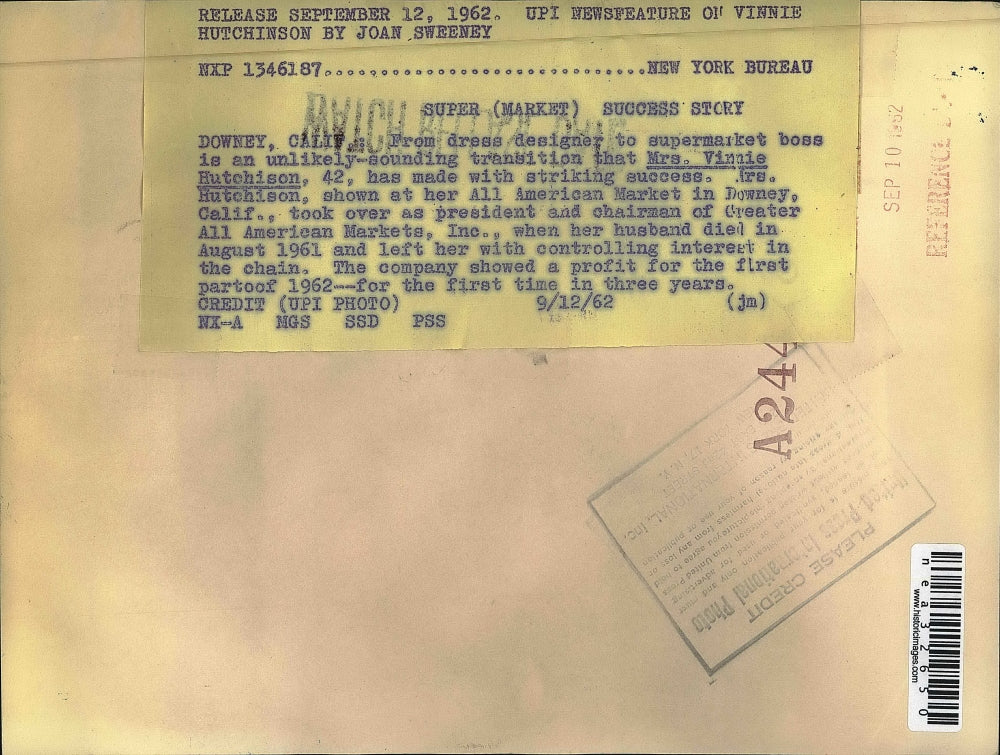 RELEASE SEPTEMBER 12, 1962. UPI NEWSFEATURE ON VINNIE
HUTCHINSON BY JOAN SWEENEY
NXP 1346187..............................NEW YORK BUREAU
SUPER (MARKET) SUCCESS STORY
DOWNEY, CALIF.: From dress designer to supermarket boss
is an unlikely-sounding transition that Mrs. Vinnie
Hutchison, 42, has made with striking success. Mrs.
Hutchison, shown at her All American Market in Downey,
Calif., took over as president and chairman of Greater
All American Markets, Inc., when her husband died in
August 1961 and left her with controlling interest in
the chain. The company showed a profit for the first
partoof 1962--for the first time in three years.
CREDIT (UPI PHOTO) 9/12/62 (jm)
NX-A MGS SSD PSS
SEP 10 1962
REFERENCE
A244
PLEASE CREDIT
United Press International Photo
nea32650
www.historicimages.com